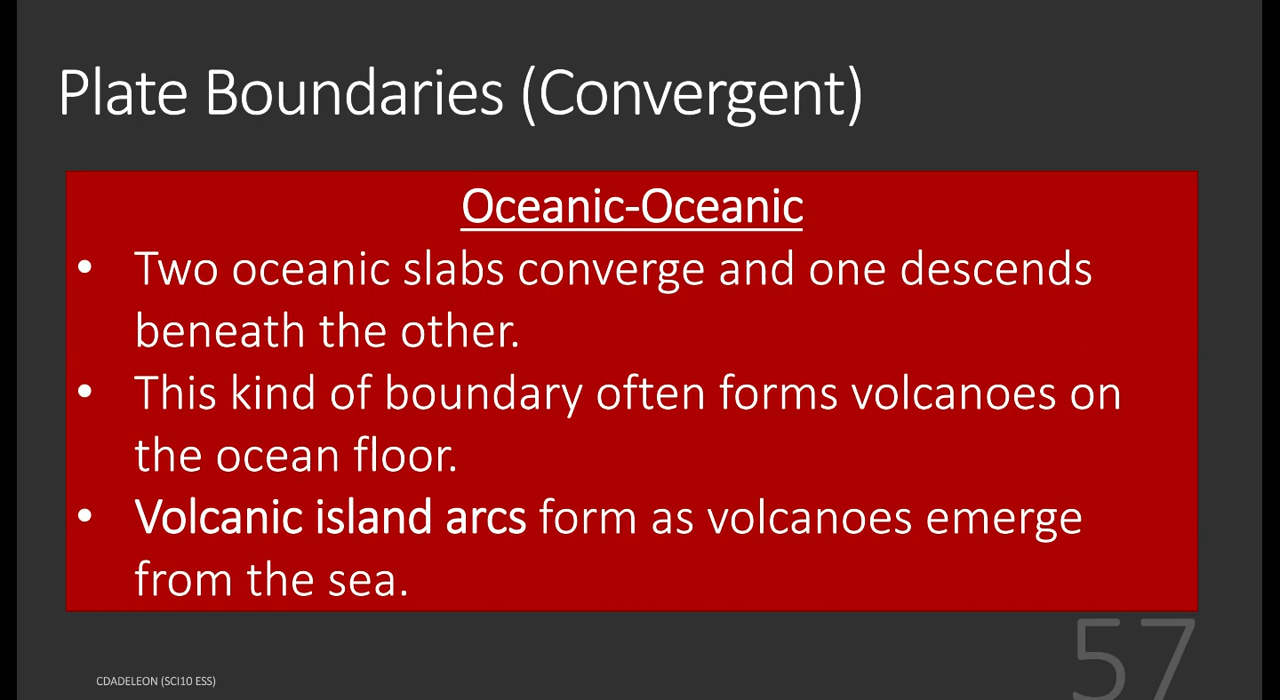 Plate Boundaries (Convergent)
Oceanic-Oceanic
• Two oceanic slabs converge and one descends
beneath the other.
• This kind of boundary often forms volcanoes on
the ocean floor.
• Volcanic island arcs form as volcanoes emerge
from the sea.
57
CDADELEON (SCI10 ESS)